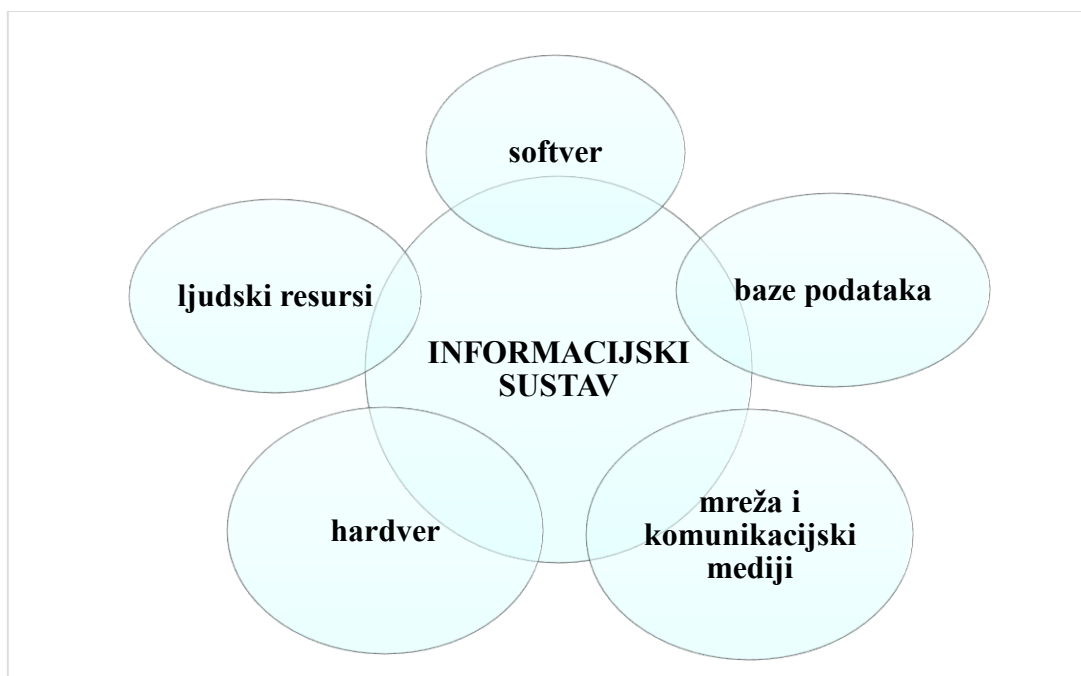 softver
ljudski resursi
baze podataka
INFORMACIJSKI
SUSTAV
hardver
mreža i
komunikacijski
mediji